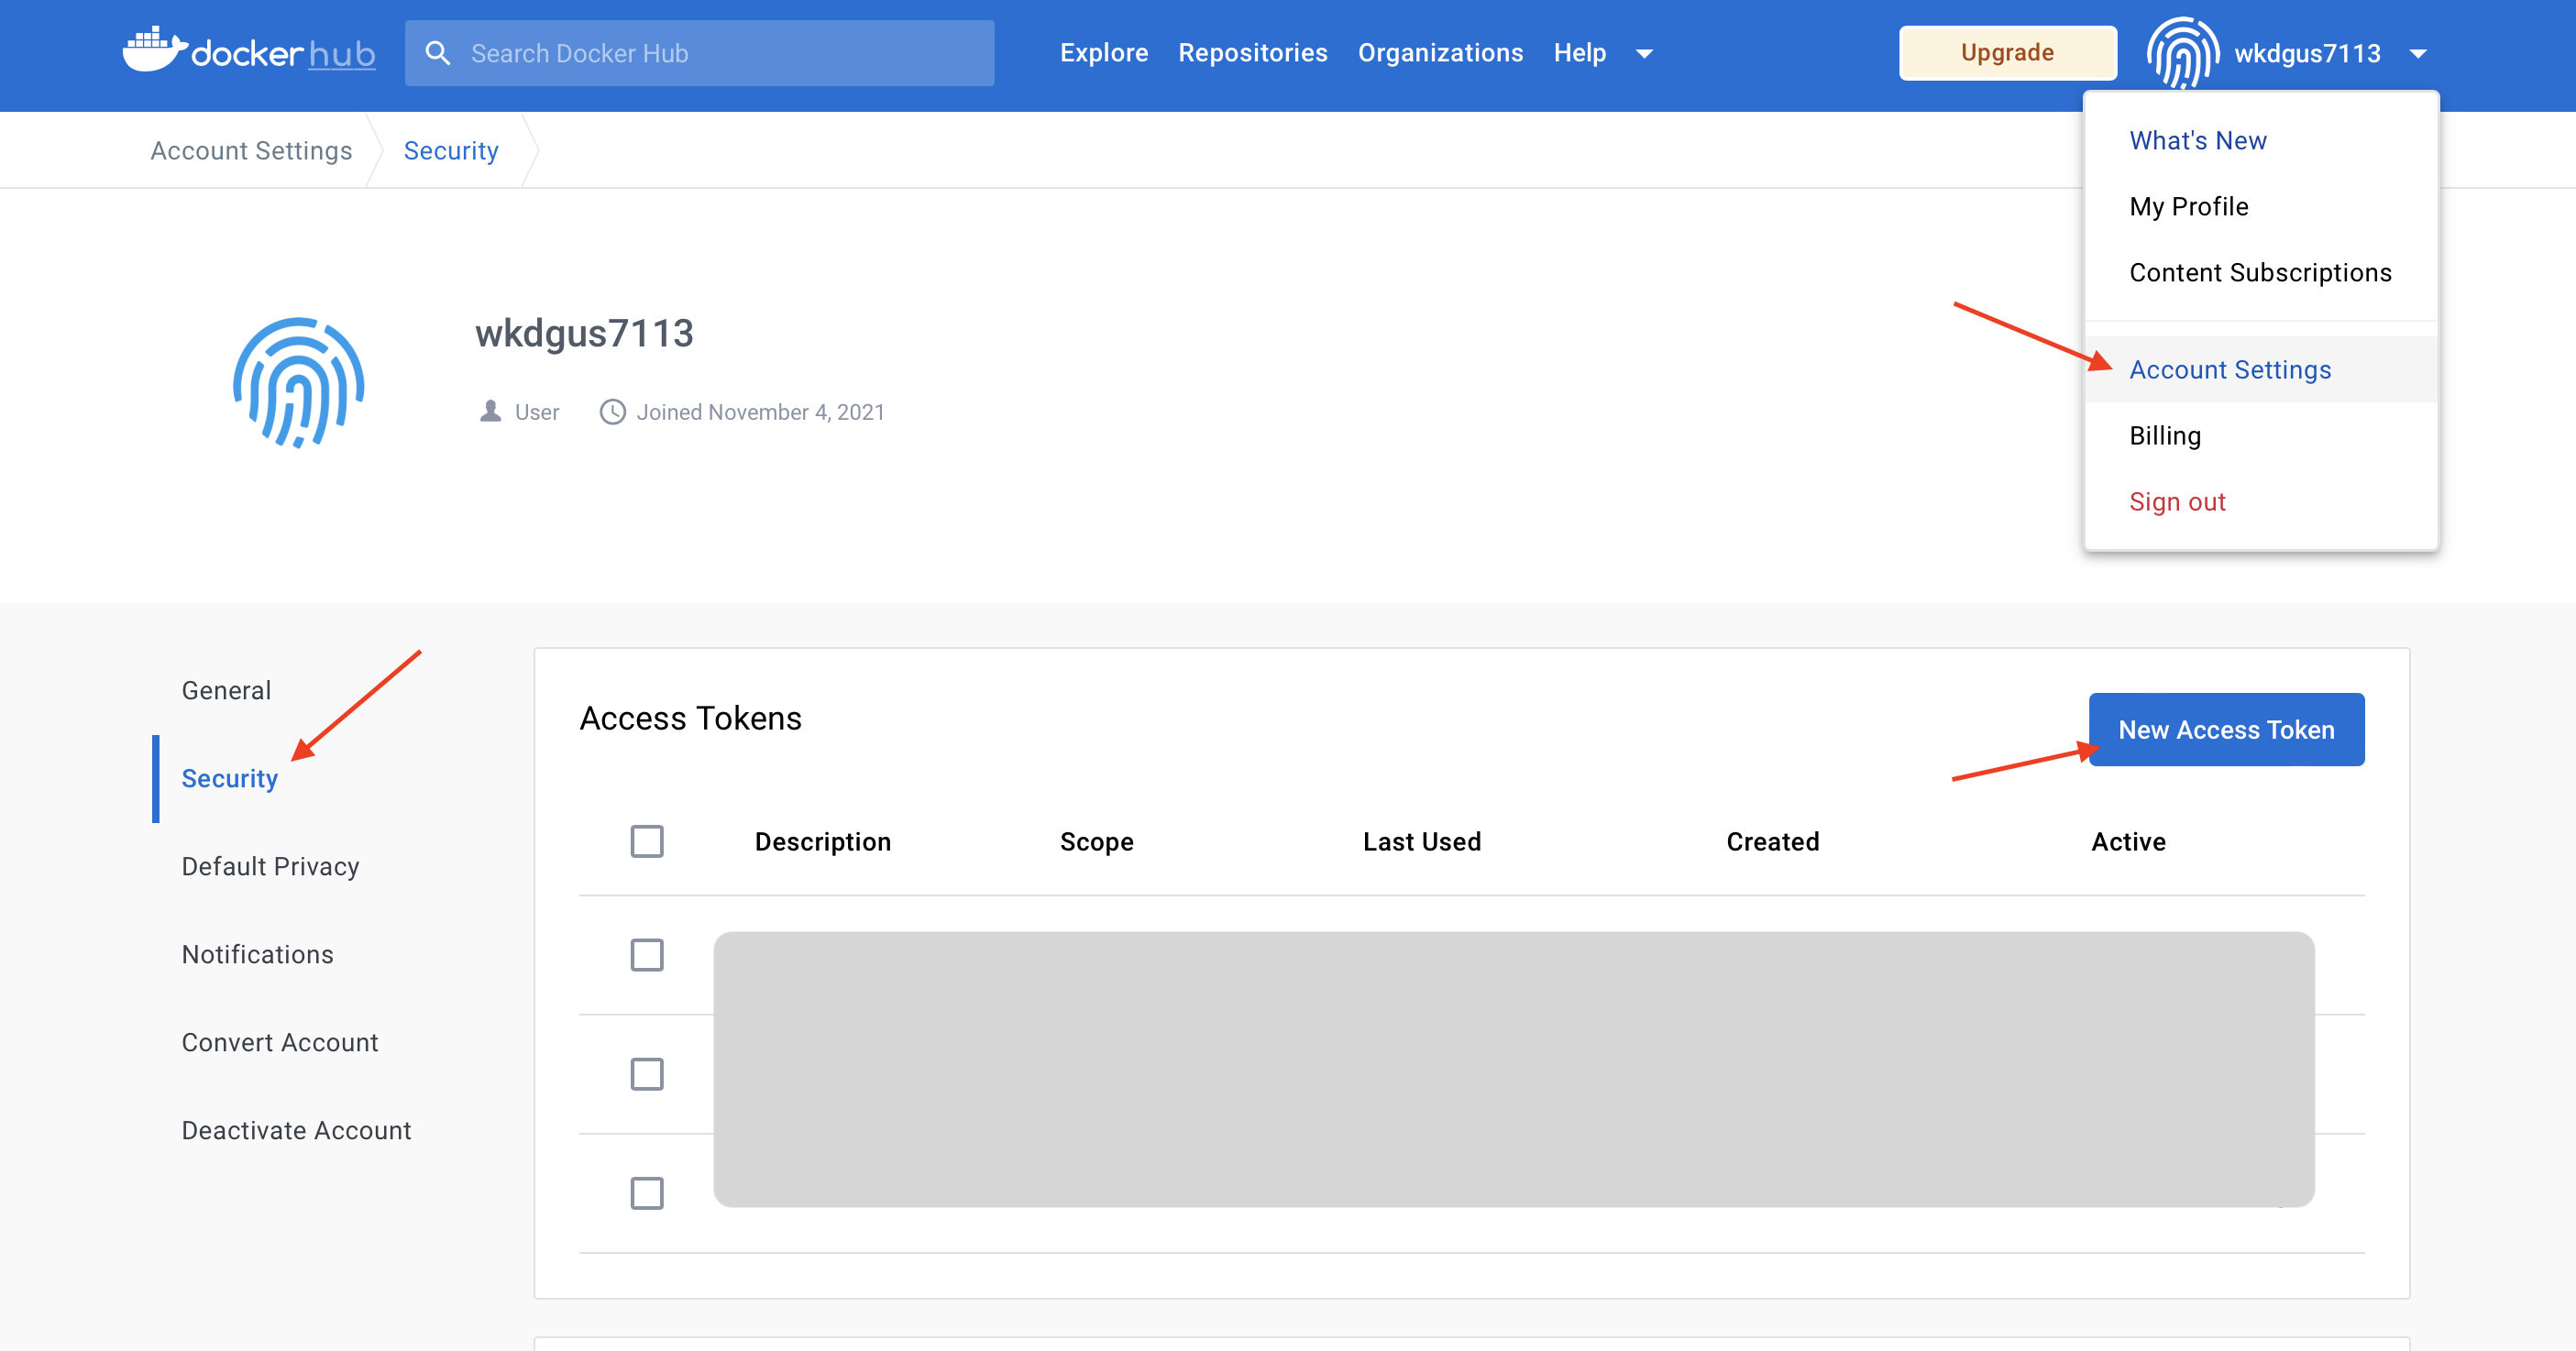 dockerhub
Search Docker Hub
Explore Repositories Organizations Help
Upgrade
wkdgus7113
Account Settings
Security
What's New
My Profile
Content Subscriptions
Account Settings
Billing
Sign out
wkdgus7113
User
Joined November 4, 2021
General
Security
Default Privacy
Notifications
Convert Account
Deactivate Account
Access Tokens
New Access Token
Description Scope Last Used Created Active